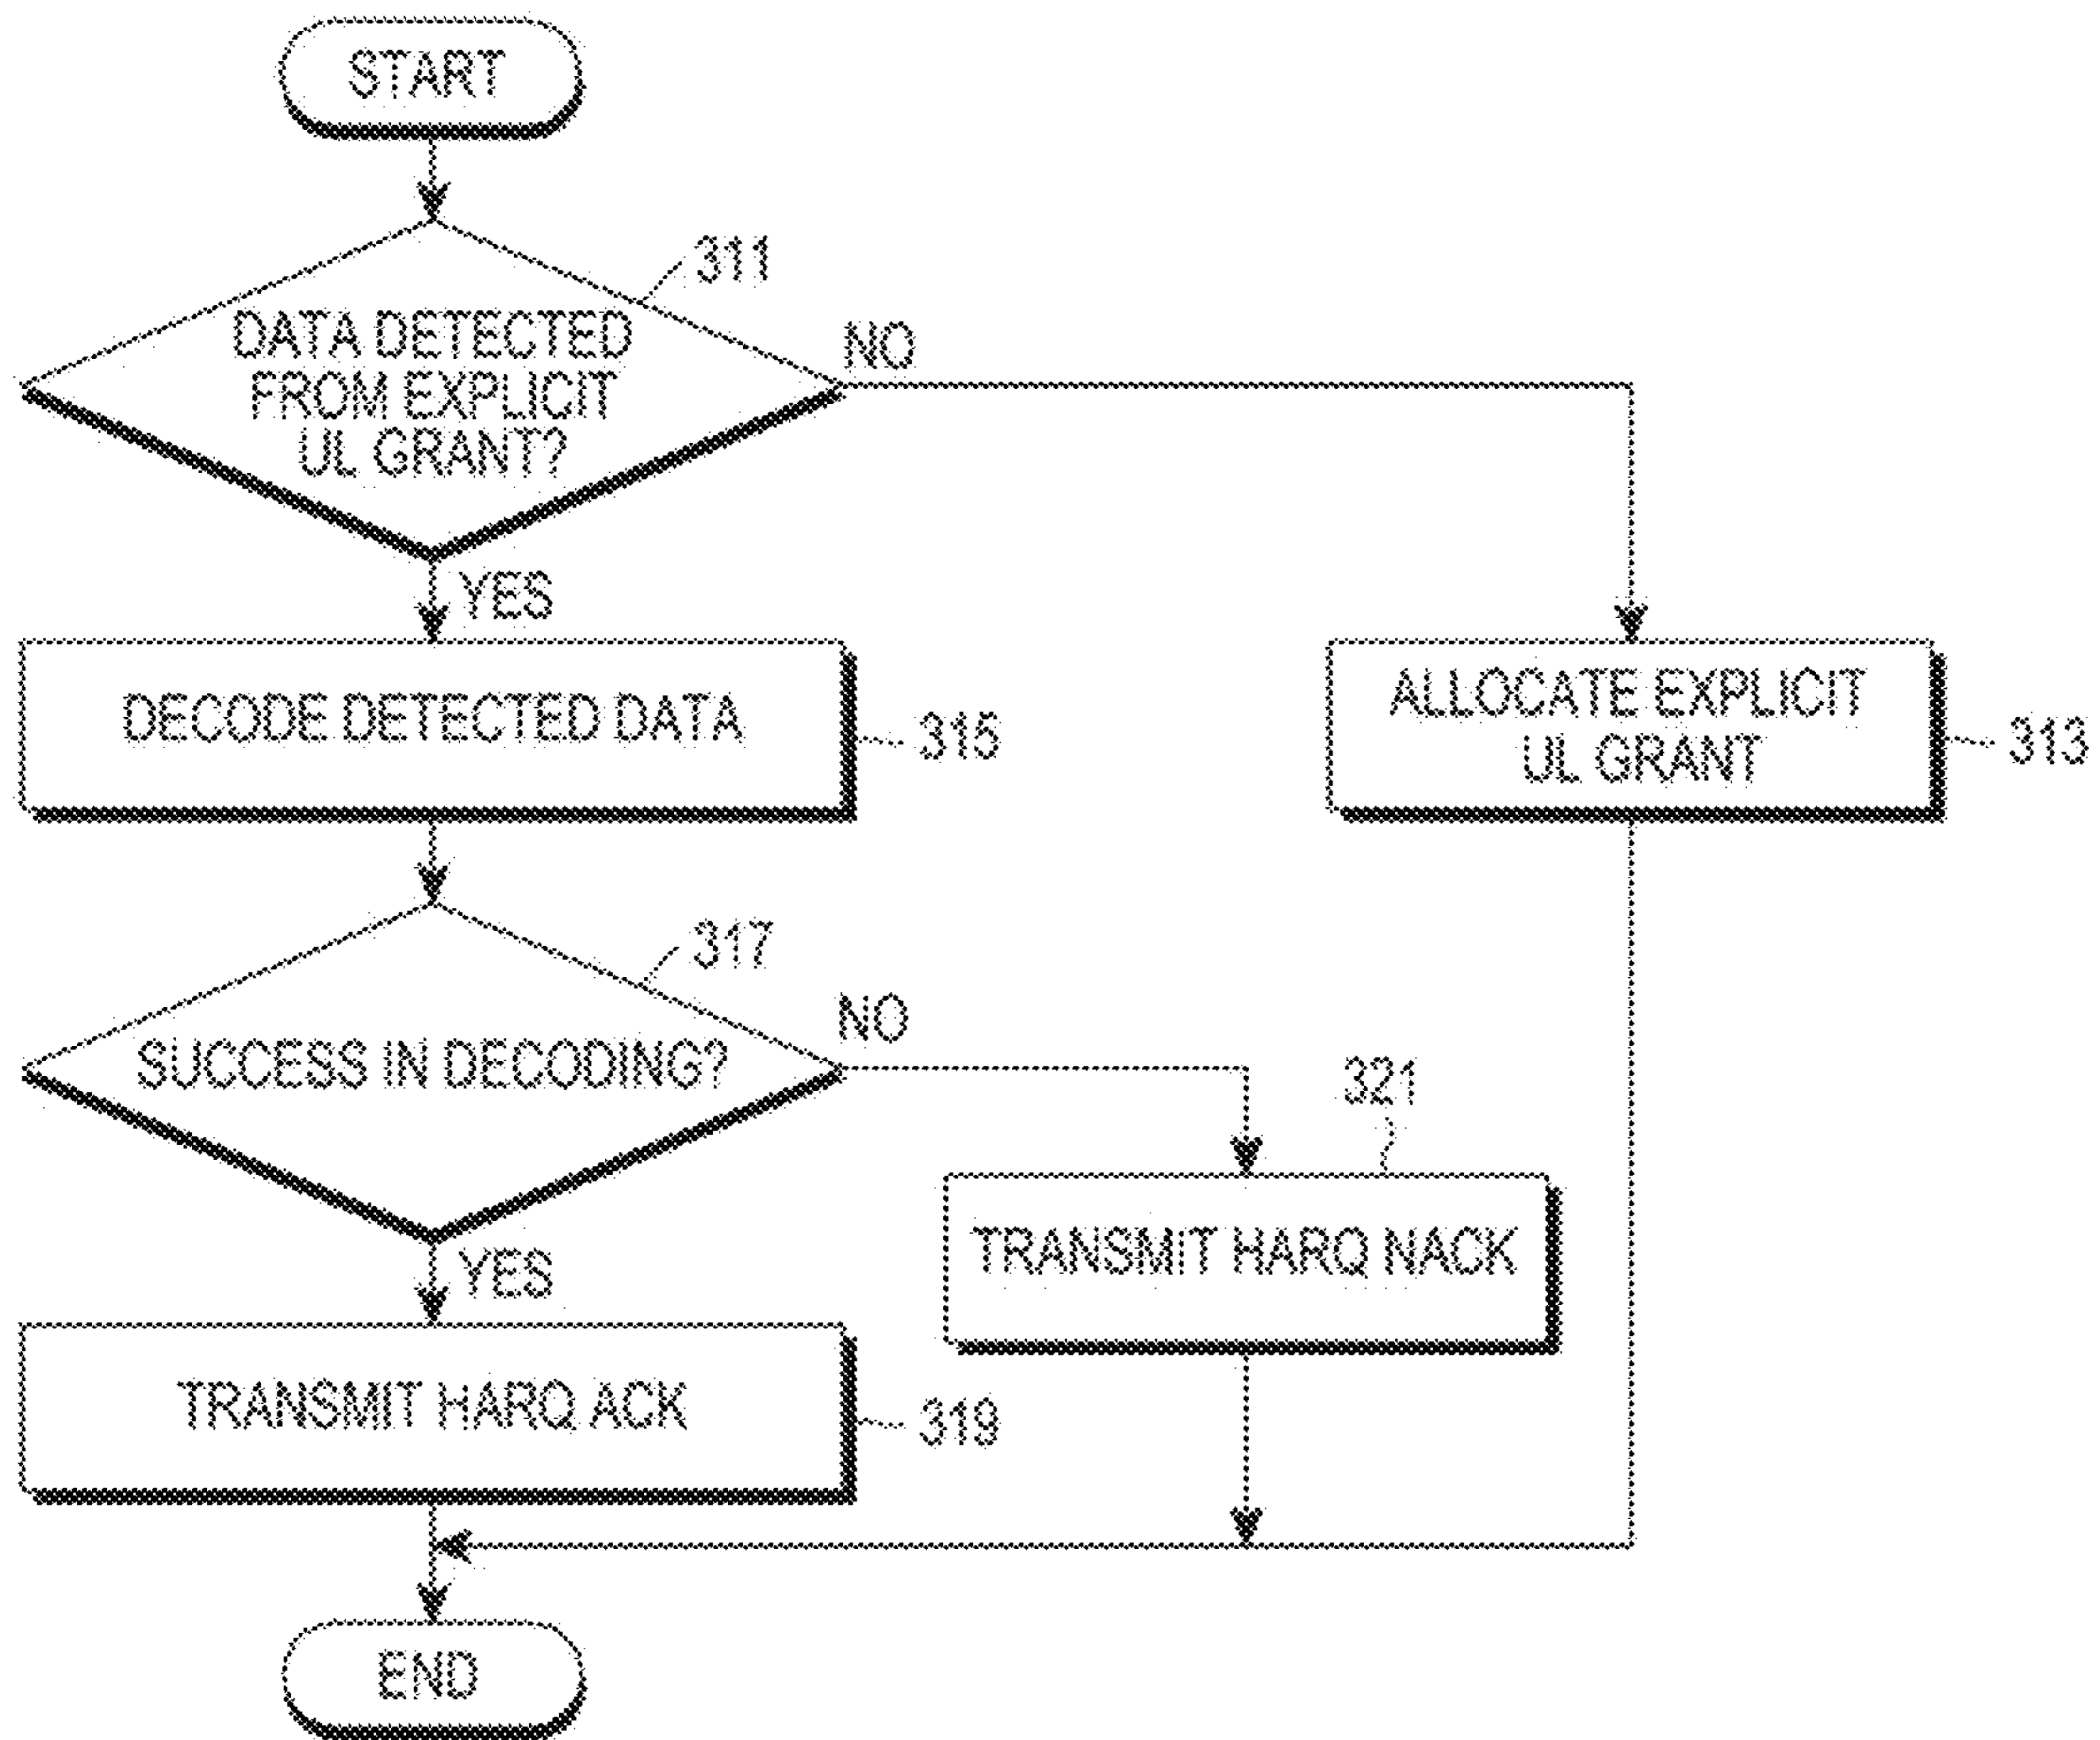 START
311
DATA DETECTED
FROM EXPLICIT
UL GRANT?
NO
YES
DECODE DETECTED DATA
315
ALLOCATE EXPLICIT
UL GRANT
313
317
SUCCESS IN DECODING?
NO
321
YES
TRANSMIT HARQ NACK
TRANSMIT HARQ ACK
319
END